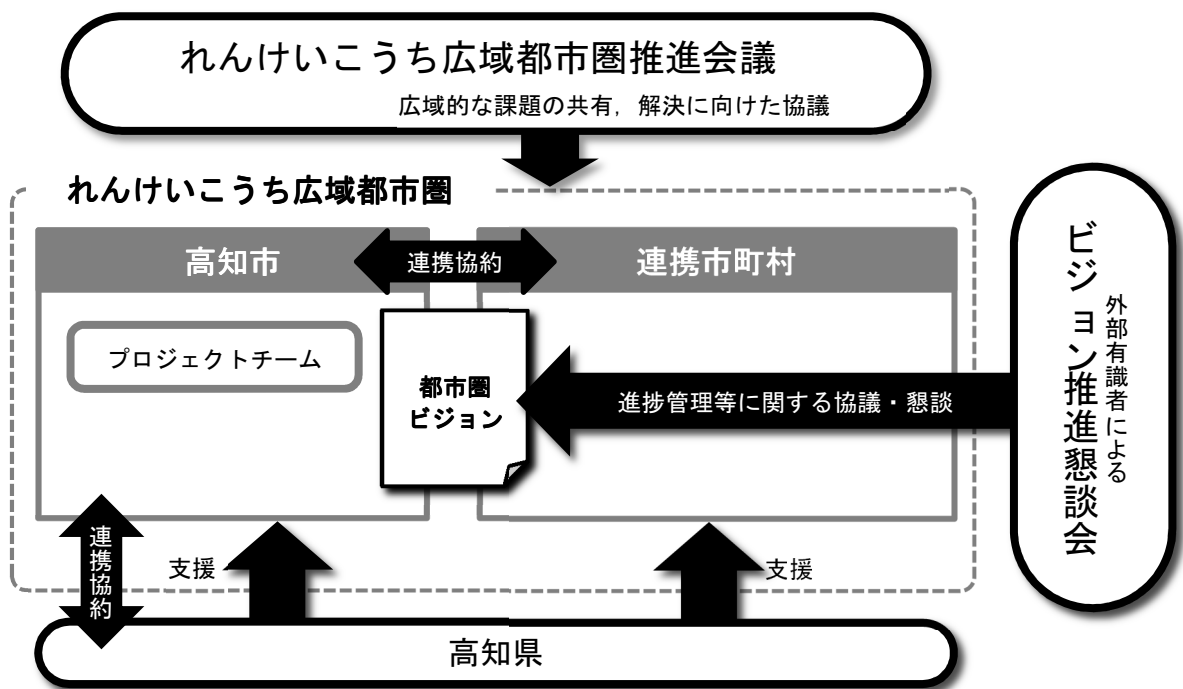 れんけいこうち広域都市圏推進会議
広域的な課題の共有，解決に向けた協議
れんけいこうち広域都市圏
高知市
連携協約
連携市町村
プロジェクトチーム
都市圏
ビジョン
進捗管理等に関する協議・懇談
外部有識者による
ビジョン推進懇談会
連携協約
支援
支援
高知県